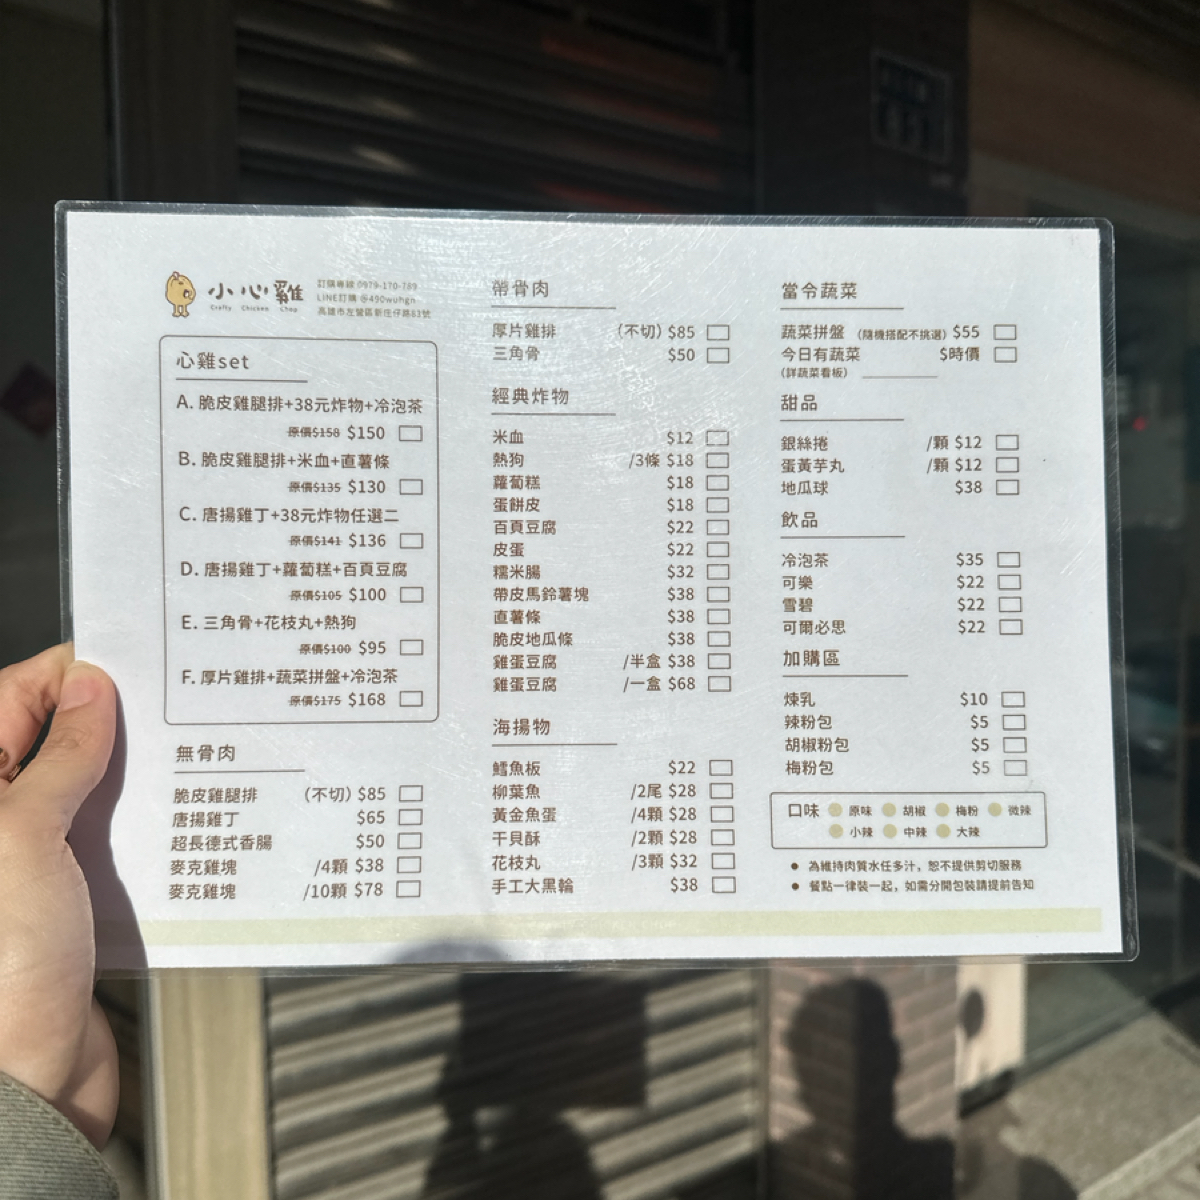 小心雞
Crafty Chicken Chop
訂購專線 0979-170-789
LINE訂購 @490wuhgn
高雄市左營區新庄仔路83號
心雞set
A. 脆皮雞腿排+38元炸物+冷泡茶
原價$158 $150
B. 脆皮雞腿排+米血+直薯條
原價$135 $130
C. 唐揚雞丁+38元炸物任選二
原價$141 $136
D. 唐揚雞丁+蘿蔔糕+百頁豆腐
原價$105 $100
E. 三角骨+花枝丸+熱狗
原價$100 $95
F. 厚片雞排+蔬菜拼盤+冷泡茶
原價$175 $168
無骨肉
脆皮雞腿排 (不切) $85
唐揚雞丁 $65
超長德式香腸 $50
麥克雞塊 /4顆 $38
麥克雞塊 /10顆 $78
帶骨肉
厚片雞排 (不切) $85
三角骨 $50
經典炸物
米血 $12
熱狗 /3條 $18
蘿蔔糕 $18
蛋餅皮 $18
百頁豆腐 $22
皮蛋 $22
糯米腸 $32
帶皮馬鈴薯塊 $38
直薯條 $38
脆皮地瓜條 $38
雞蛋豆腐 /半盒 $38
雞蛋豆腐 /一盒 $68
海揚物
鱈魚板 $22
柳葉魚 /2尾 $28
黃金魚蛋 /4顆 $28
干貝酥 /2顆 $28
花枝丸 /3顆 $32
手工大黑輪 $38
當令蔬菜
蔬菜拼盤 (隨機搭配不挑選) $55
今日有蔬菜 $時價
(詳蔬菜看板)
甜品
銀絲捲 /顆 $12
蛋黃芋丸 /顆 $12
地瓜球 $38
飲品
冷泡茶 $35
可樂 $22
雪碧 $22
可爾必思 $22
加購區
煉乳 $10
辣粉包 $5
胡椒粉包 $5
梅粉包 $5
口味 原味 胡椒 梅粉 微辣
小辣 中辣 大辣
● 為維持肉質水任多汁，恕不提供剪切服務
● 餐點一律裝一起，如需分開包裝請提前告知